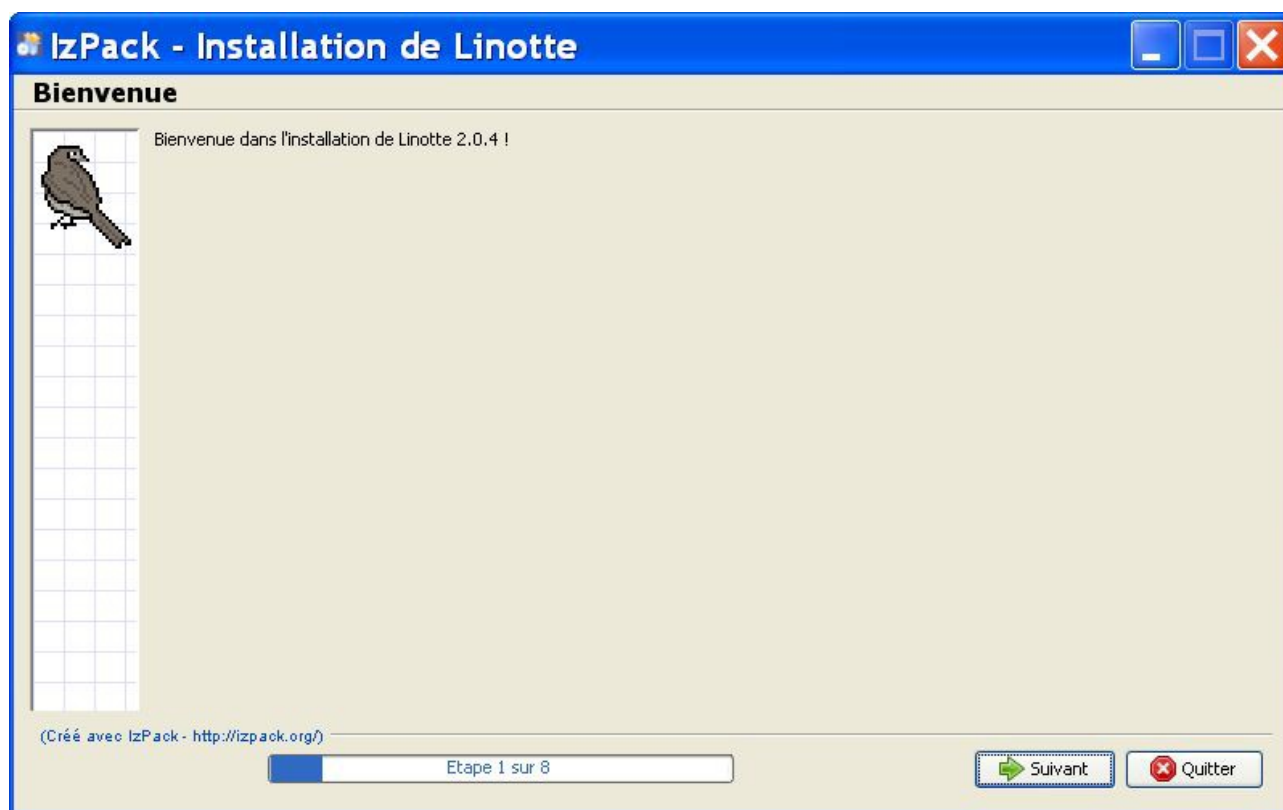 IzPack - Installation de Linotte
Bienvenue
Bienvenue dans l'installation de Linotte 2.0.4 !
(Créé avec IzPack - http://izpack.org/)
Etape 1 sur 8
Suivant
Quitter